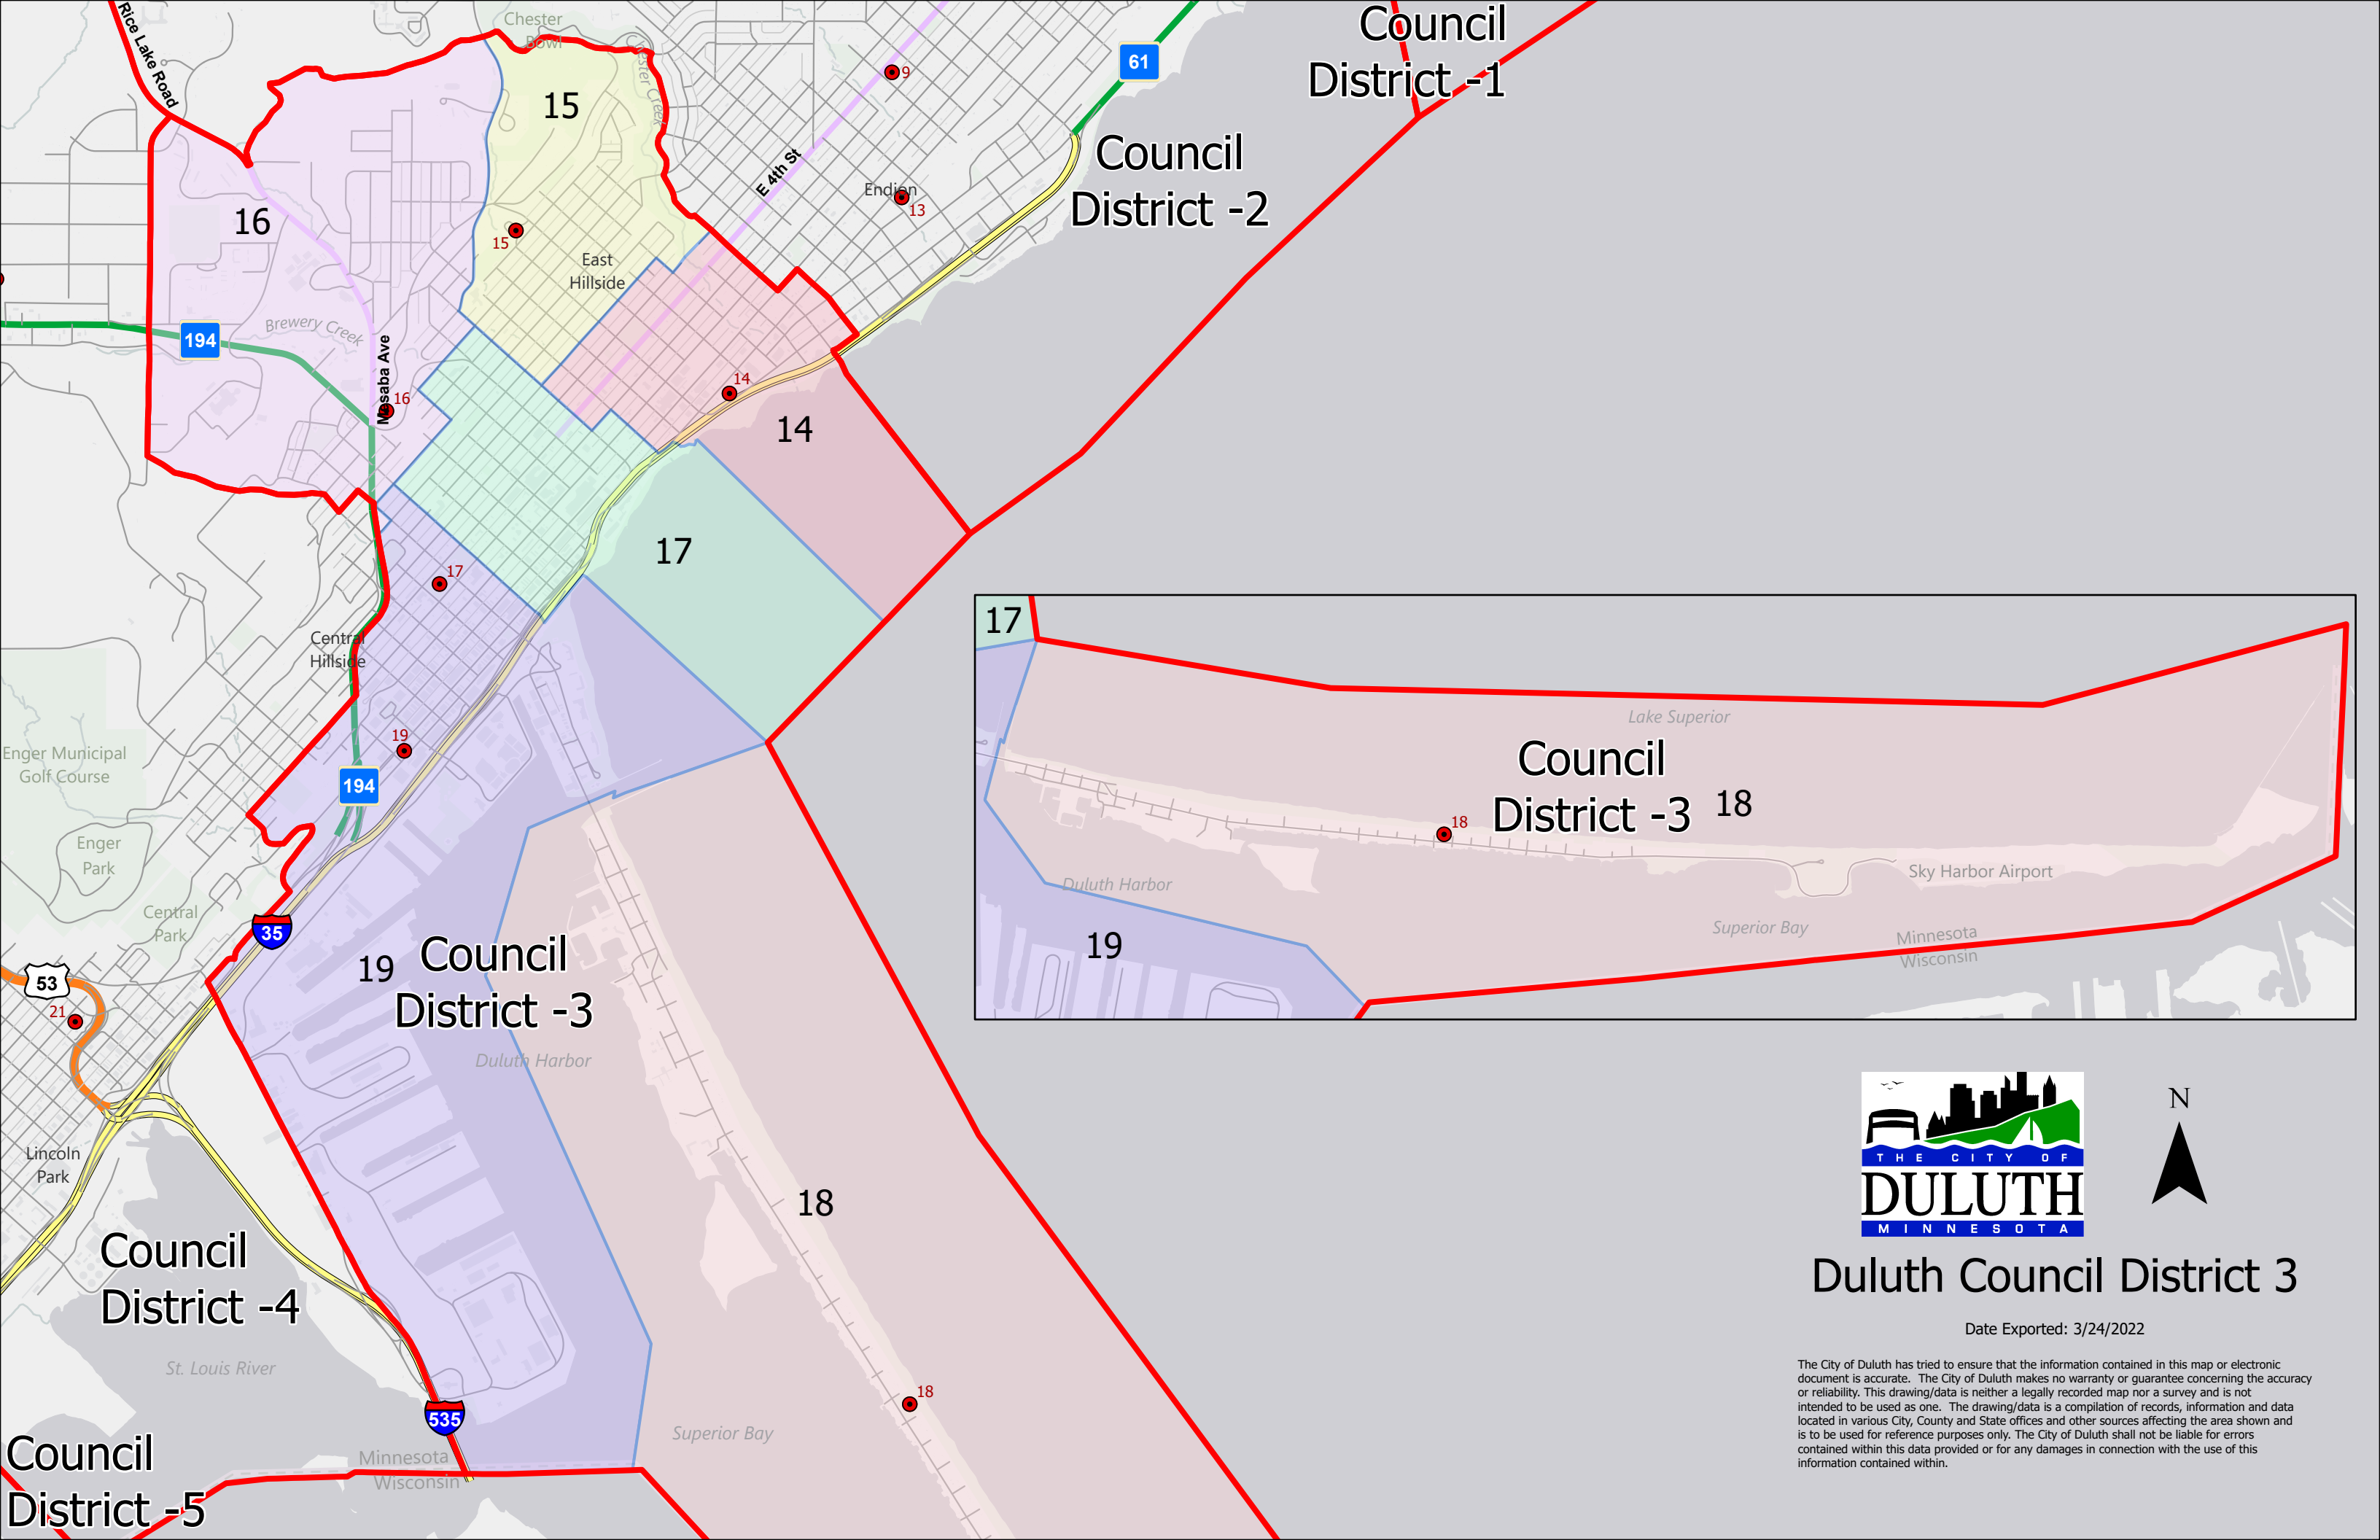 Rice Lake Road
Chester
Bowl
Chester Creek
15
9
61
Council
District -1
Council
District -2
E 4th St
Endion
13
16
15
East
Hillside
194
Brewery Creek
Mesaba Ave
16
14
14
17
17
Central
Hillside
19
194
Enger Municipal
Golf Course
Enger
Park
Central
Park
35
53
21
19
Council
District -3
Duluth Harbor
Lincoln
Park
18
Council
District -4
St. Louis River
18
Superior Bay
535
Minnesota
Wisconsin
Council
District -5
17
Lake Superior
Council
District -3
18
18
Sky Harbor Airport
Duluth Harbor
Superior Bay
Minnesota
Wisconsin
19
THE CITY OF
DULUTH
MINNESOTA
N
Duluth Council District 3
Date Exported: 3/24/2022
The City of Duluth has tried to ensure that the information contained in this map or electronic
document is accurate. The City of Duluth makes no warranty or guarantee concerning the accuracy
or reliability. This drawing/data is neither a legally recorded map nor a survey and is not
intended to be used as one. The drawing/data is a compilation of records, information and data
located in various City, County and State offices and other sources affecting the area shown and
is to be used for reference purposes only. The City of Duluth shall not be liable for errors
contained within this data provided or for any damages in connection with the use of this
information contained within.